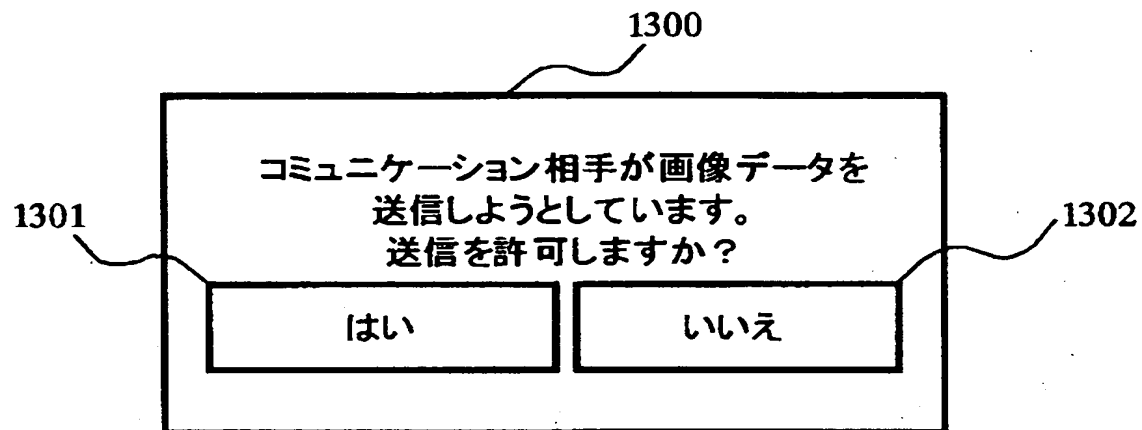 1300
コミュニケーション相手が画像データを
送信しようとしています。
送信を許可しますか？
1301
1302
はい
いいえ